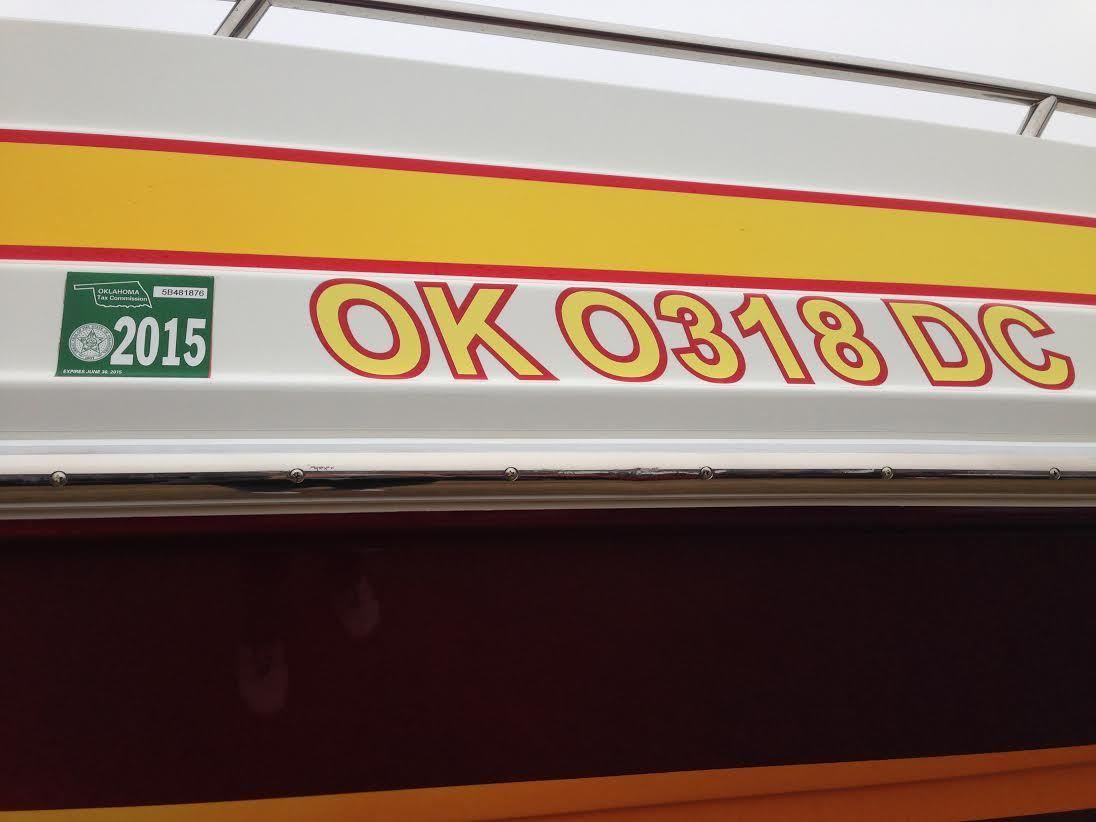 OKLAHOMA
Tax Commission
5B481876
2015
EXPIRES JUNE 30, 2015
OK 0318 DC